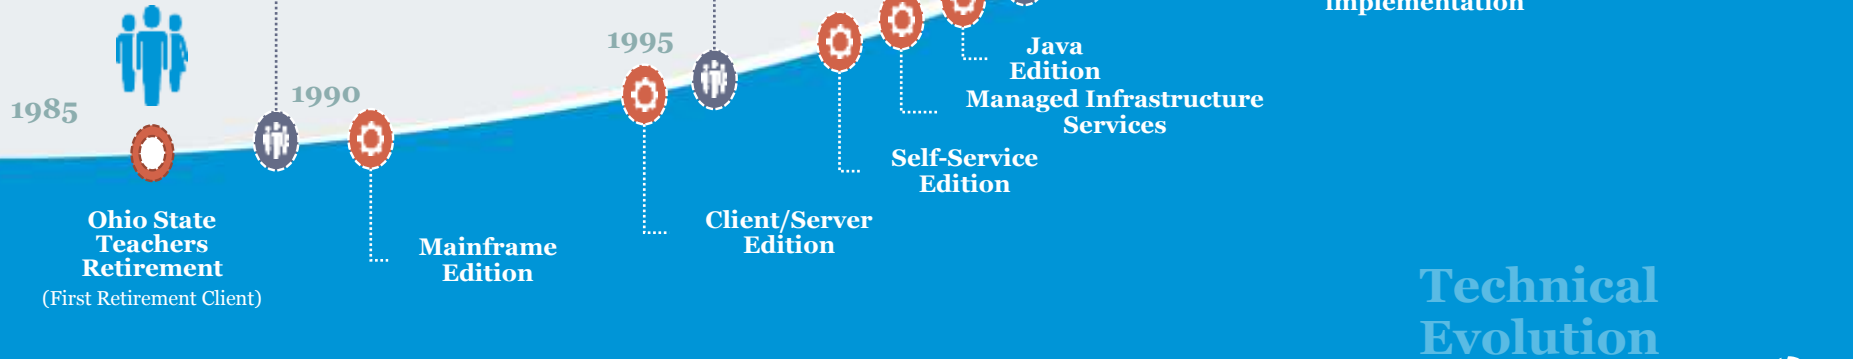 implementation
1985
1990
1995
Java
Edition
Managed Infrastructure
Services
Self-Service
Edition
Client/Server
Edition
Mainframe
Edition
Ohio State
Teachers
Retirement
(First Retirement Client)
Technical
Evolution